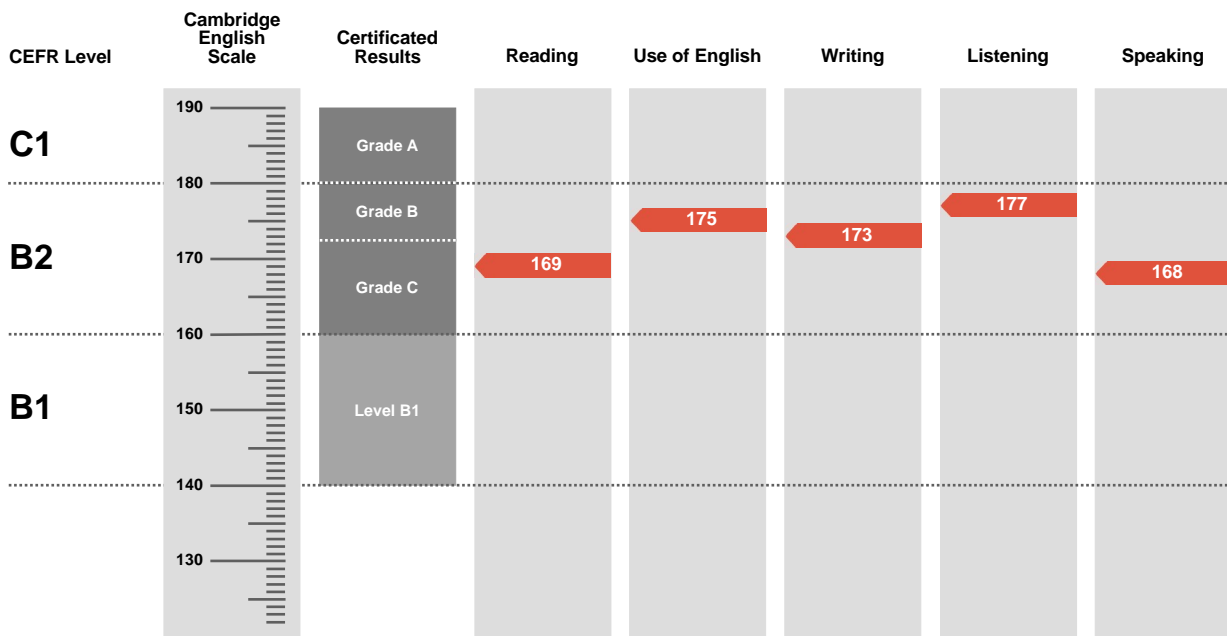 CEFR Level
Cambridge
English
Scale
Certificated
Results
Reading
Use of English
Writing
Listening
Speaking
190
C1
Grade A
180
Grade B
175
177
173
B2
170
169
168
Grade C
160
B1
150
Level B1
140
130